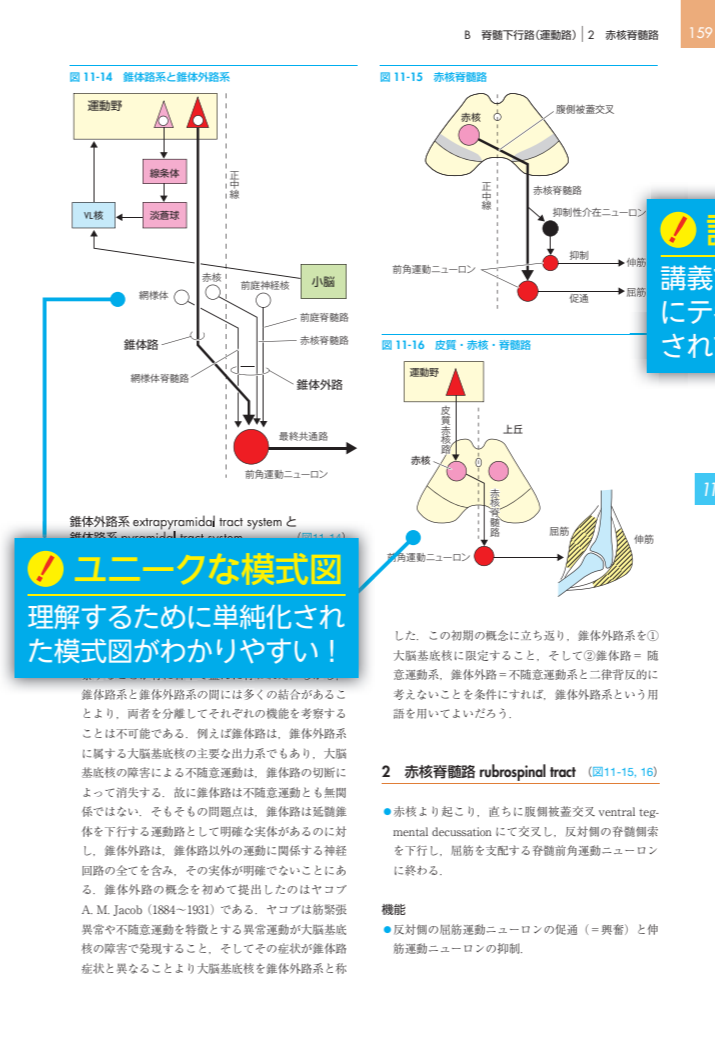 B 脊髄下行路(運動路) 2 赤核脊髄路
159
図 11-14 錐体路系と錐体外路系
運動野
線条体
淡蒼球
VL核
正中線
小脳
網様体
赤核
前庭神経核
前庭脊髄路
赤核脊髄路
錐体路
網様体脊髄路
錐体外路
最終共通路
前角運動ニューロン
図 11-15 赤核脊髄路
赤核
腹側被蓋交叉
正中線
赤核脊髄路
抑制性介在ニューロン
抑制
伸筋
前角運動ニューロン
促通
屈筋
図 11-16 皮質・赤核・脊髄路
運動野
皮質赤核路
上丘
赤核
赤核脊髄路
前角運動ニューロン
屈筋
伸筋
講義
にテ
され
11
錐体外路系 extrapyramidal tract system と
錐体路系 pyramidal tract system (図11-14)
! ユニークな模式図
理解するために単純化され
た模式図がわかりやすい！
錐体路系と錐体外路系の間には多くの結合があるこ
とより，両者を分離してそれぞれの機能を考察する
ことは不可能である．例えば錐体路は，錐体外路系
に属する大脳基底核の主要な出力系でもあり，大脳
基底核の障害による不随意運動は，錐体路の切断に
よって消失する．故に錐体路は不随意運動とも無関
係ではない．そもそもの問題点は，錐体路は延髄錐
体を下行する運動路として明確な実体があるのに対
し，錐体外路は，錐体路以外の運動に関係する神経
回路の全てを含み，その実体が明確でないことにあ
る．錐体外路の概念を初めて提出したのはヤコブ
A. M. Jacob（1884〜1931）である．ヤコブは筋緊張
異常や不随意運動を特徴とする異常運動が大脳基底
核の障害で発現すること，そしてその症状が錐体路
症状と異なることより大脳基底核を錐体外路系と称
した．この初期の概念に立ち返り，錐体外路系を①
大脳基底核に限定すること，そして②錐体路＝ 随
意運動系，錐体外路＝不随意運動系と二律背反的に
考えないことを条件にすれば，錐体外路系という用
語を用いてよいだろう．
2 赤核脊髄路 rubrospinal tract （図11-15, 16）
●赤核より起こり，直ちに腹側被蓋交叉 ventral teg-
mental decussation にて交叉し，反対側の脊髄側索
を下行し，屈筋を支配する脊髄前角運動ニューロン
に終わる．
機能
●反対側の屈筋運動ニューロンの促通（＝興奮）と伸
筋運動ニューロンの抑制．